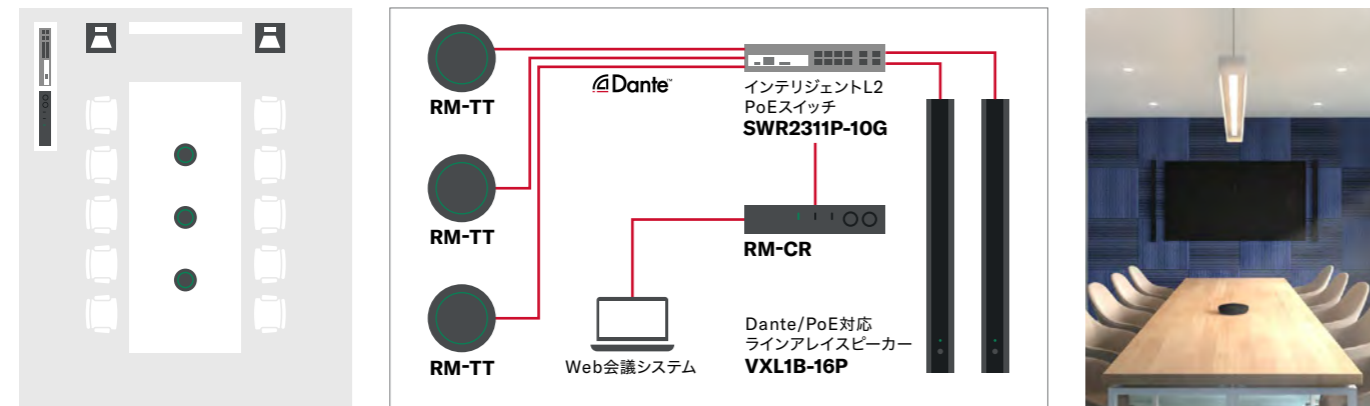 RM-TT
Dante™
インテリジェントL2
PoEスイッチ
SWR2311P-10G
RM-TT
RM-CR
RM-TT
Web会議システム
Dante/PoE対応
ラインアレイスピーカー
VXL1B-16P